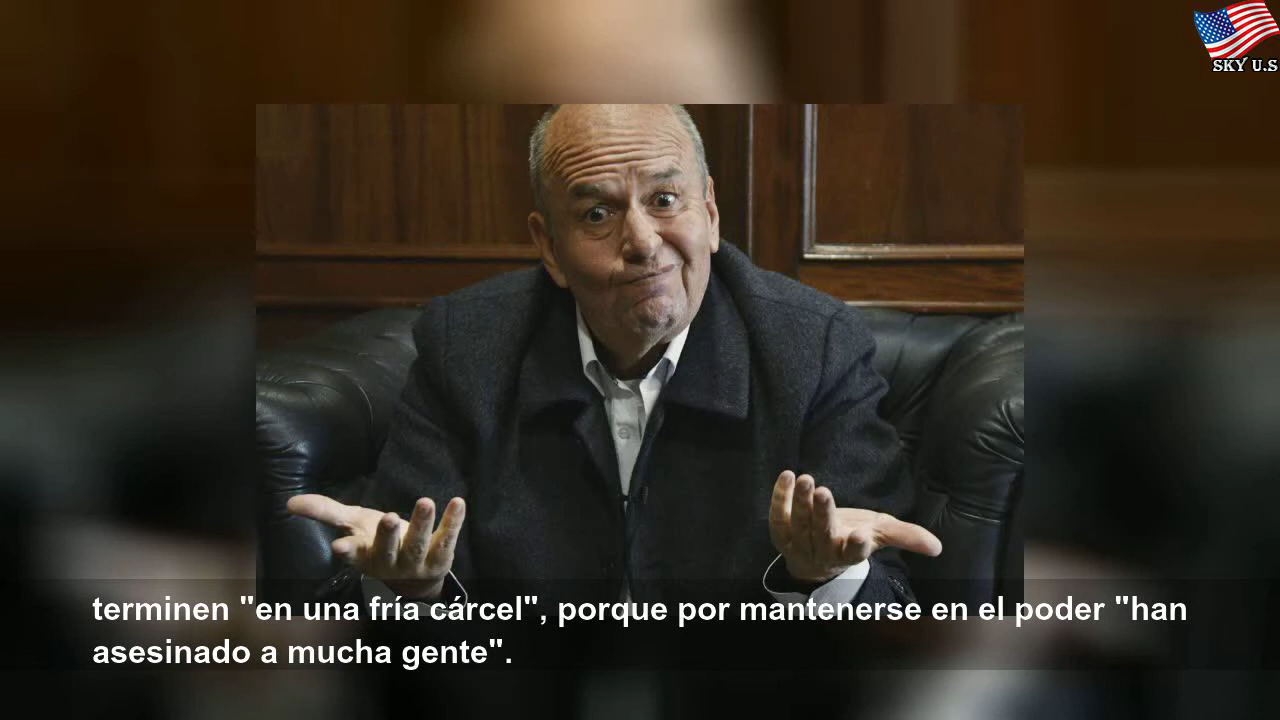 SKY U.S
terminen "en una fría cárcel", porque por mantenerse en el poder "han
asesinado a mucha gente".